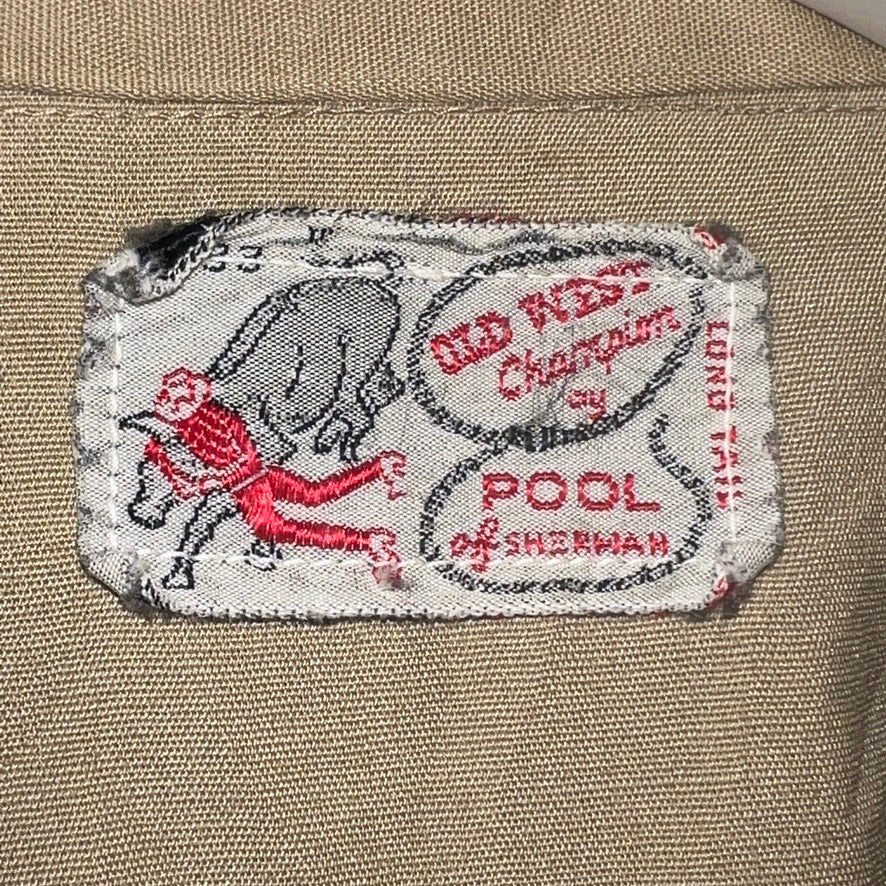 OLD WEST
Champion
BY
POOL
of SHERMAN
LONG TAIL